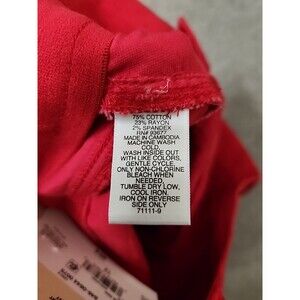 75% COTTON
23% RAYON
2% SPANDEX
RN#93677
MADE IN CAMBODIA
MACHINE WASH
COLD,
WASH INSIDE OUT
WITH LIKE COLORS,
GENTLE CYCLE,
ONLY NON-CHLORINE
BLEACH WHEN
NEEDED,
TUMBLE DRY LOW,
COOL IRON,
IRON ON REVERSE
SIDE ONLY
71111-9